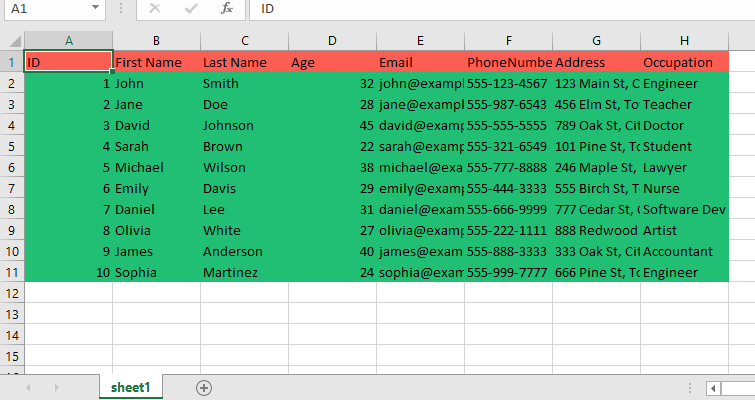 A1 fx ID
A B C D E F G H
1 ID First Name Last Name Age Email PhoneNumbe Address Occupation
2 1 John Smith 32 john@exampl 555-123-4567 123 Main St, C Engineer
3 2 Jane Doe 28 jane@exampl 555-987-6543 456 Elm St, To Teacher
4 3 David Johnson 45 david@examp 555-555-5555 789 Oak St, Cit Doctor
5 4 Sarah Brown 22 sarah@examp 555-321-6549 101 Pine St, To Student
6 5 Michael Wilson 38 michael@exa 555-777-8888 246 Maple St, Lawyer
7 6 Emily Davis 29 emily@examp 555-444-3333 555 Birch St, T Nurse
8 7 Daniel Lee 31 daniel@exam 555-666-9999 777 Cedar St, Software Dev
9 8 Olivia White 27 olivia@examp 555-222-1111 888 Redwood Artist
10 9 James Anderson 40 james@exam 555-888-3333 333 Oak St, Cit Accountant
11 10 Sophia Martinez 24 sophia@exam 555-999-7777 666 Pine St, To Engineer
12
13
14
15
sheet1